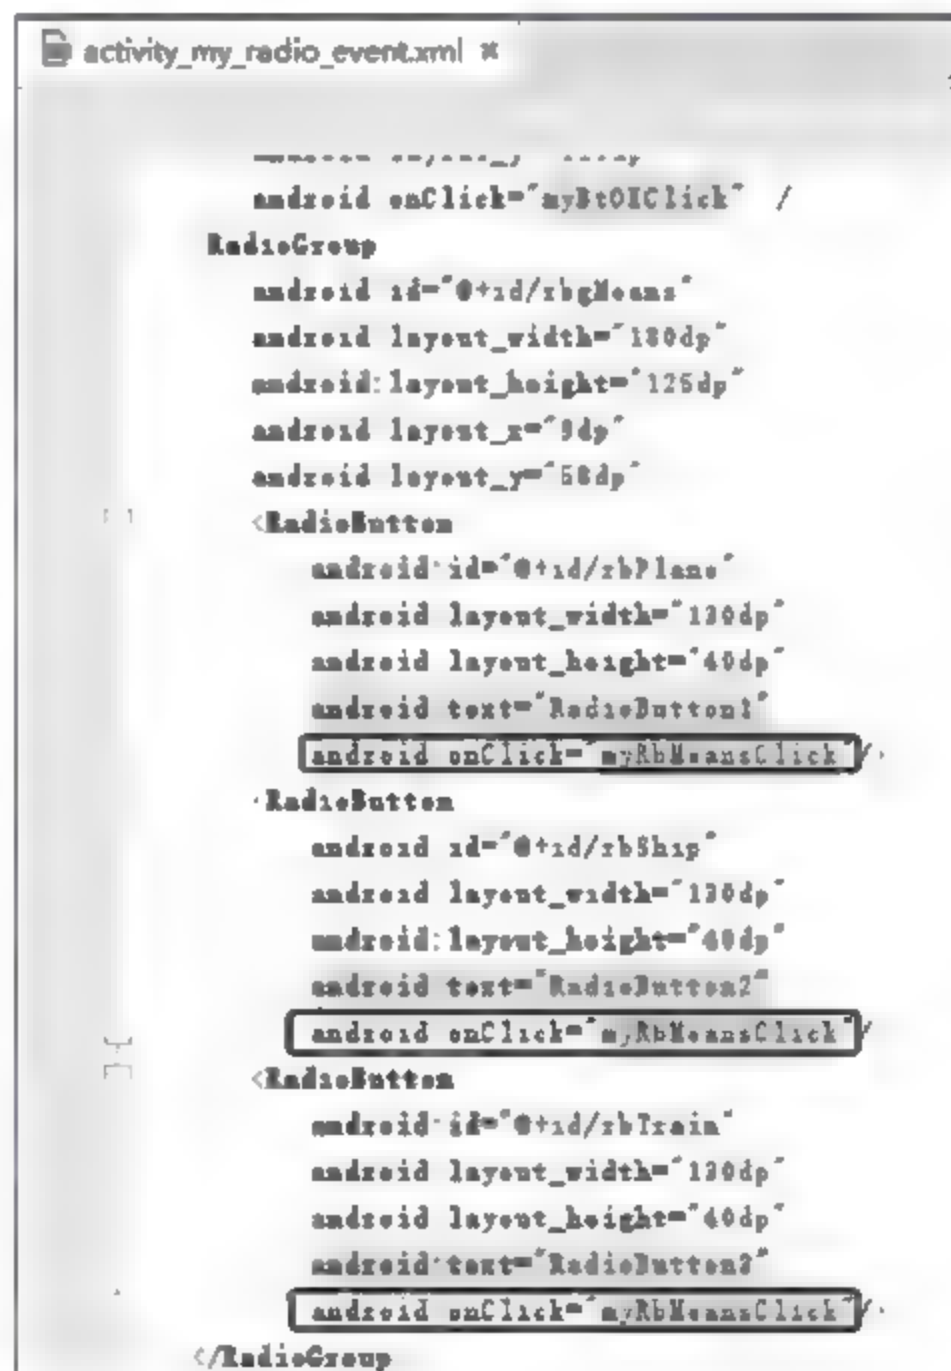 activity_my_radio_event.xml ×
android onClick="myBtOKClick" /
RadioGroup
android id="@+id/rbgMeans"
android layout_width="180dp"
android:layout_height="125dp"
android layout_x="9dp"
android layout_y="58dp"
<RadioButton
android:id="@+id/rbPlane"
android layout_width="130dp"
android layout_height="40dp"
android text="RadioButton1"
android onClick="myRbMeansClick"/
RadioButton
android id="@+id/rbShip"
android layout_width="130dp"
android:layout_height="40dp"
android text="RadioButton2"
android onClick="myRbMeansClick"/
<RadioButton
android:id="@+id/rbTrain"
android layout_width="130dp"
android layout_height="40dp"
android:text="RadioButton3"
android onClick="myRbMeansClick"/
</RadioGroup